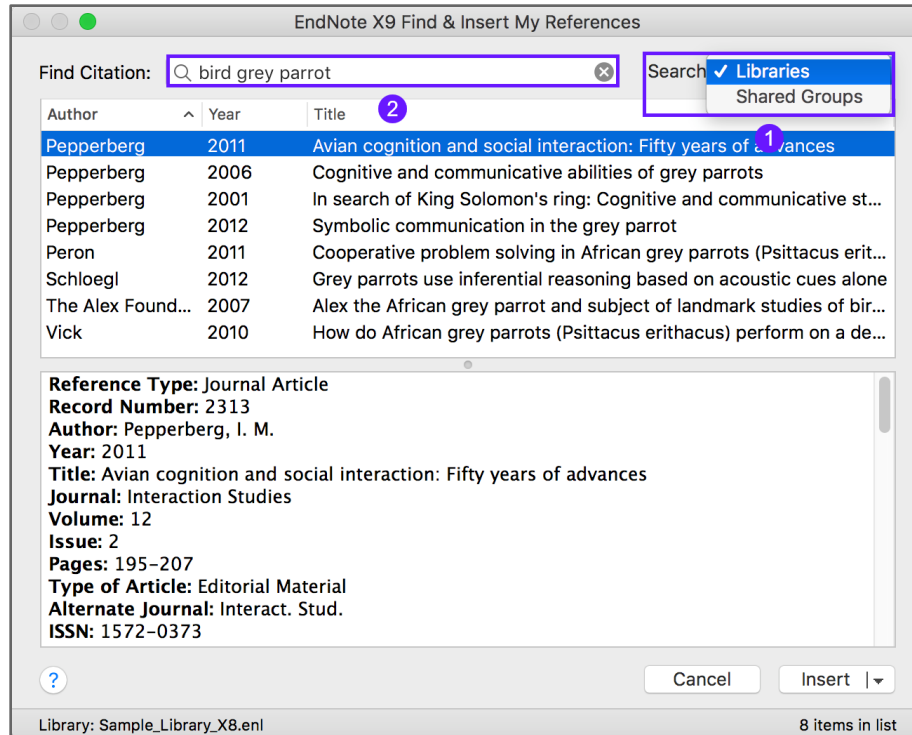 EndNote X9 Find & Insert My References
Find Citation: bird grey parrot Search ✓ Libraries
Shared Groups
Author Year Title 2
1
Pepperberg 2011 Avian cognition and social interaction: Fifty years of advances
Pepperberg 2006 Cognitive and communicative abilities of grey parrots
Pepperberg 2001 In search of King Solomon's ring: Cognitive and communicative st...
Pepperberg 2012 Symbolic communication in the grey parrot
Peron 2011 Cooperative problem solving in African grey parrots (Psittacus erit...
Schloegl 2012 Grey parrots use inferential reasoning based on acoustic cues alone
The Alex Found... 2007 Alex the African grey parrot and subject of landmark studies of bir...
Vick 2010 How do African grey parrots (Psittacus erithacus) perform on a de...
Reference Type: Journal Article
Record Number: 2313
Author: Pepperberg, I. M.
Year: 2011
Title: Avian cognition and social interaction: Fifty years of advances
Journal: Interaction Studies
Volume: 12
Issue: 2
Pages: 195-207
Type of Article: Editorial Material
Alternate Journal: Interact. Stud.
ISSN: 1572-0373
? Cancel Insert
Library: Sample_Library_X8.enl 8 items in list